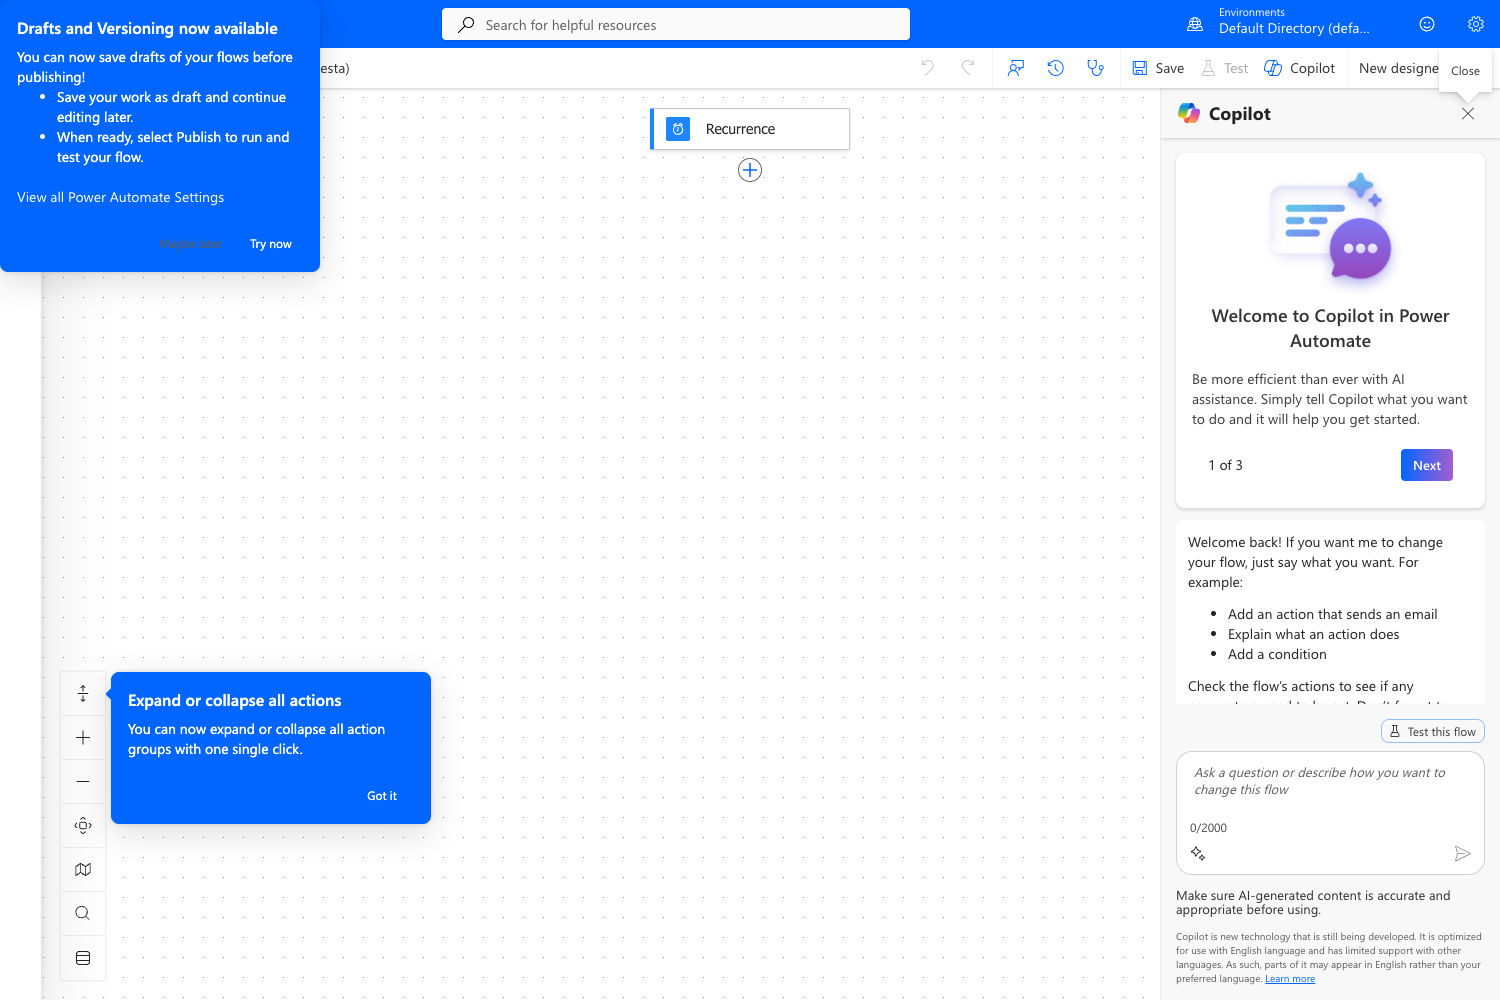 Drafts and Versioning now available
You can now save drafts of your flows before
publishing!
Save your work as draft and continue
editing later.
When ready, select Publish to run and
test your flow.
View all Power Automate Settings
Maybe later
Try now
Search for helpful resources
Environments
Default Directory (defa...
esta)
Save
Test
Copilot
New designe
Close
Recurrence
Copilot
Welcome to Copilot in Power
Automate
Be more efficient than ever with AI
assistance. Simply tell Copilot what you want
to do and it will help you get started.
1 of 3
Next
Welcome back! If you want me to change
your flow, just say what you want. For
example:
Add an action that sends an email
Explain what an action does
Add a condition
Check the flow's actions to see if any
Test this flow
Ask a question or describe how you want to
change this flow
0/2000
Make sure AI-generated content is accurate and
appropriate before using.
Copilot is new technology that is still being developed. It is optimized
for use with English language and has limited support with other
languages. As such, parts of it may appear in English rather than your
preferred language. Learn more
Expand or collapse all actions
You can now expand or collapse all action
groups with one single click.
Got it